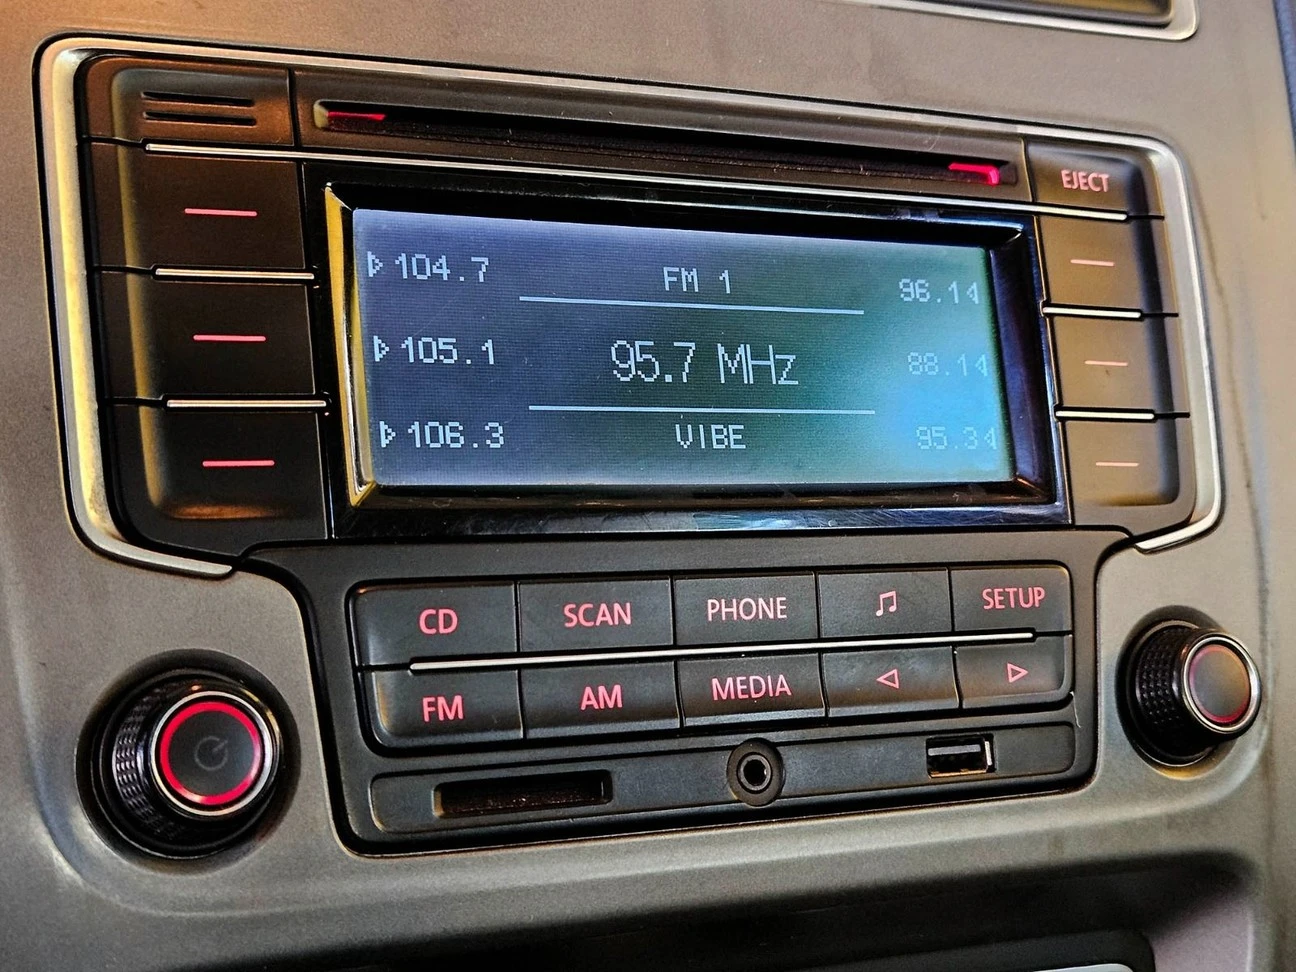 EJECT
104.7 FM 1 96.1
105.1 95.7 MHz 88.1
106.3 VIBE 95.3
CD SCAN PHONE SETUP
FM AM MEDIA